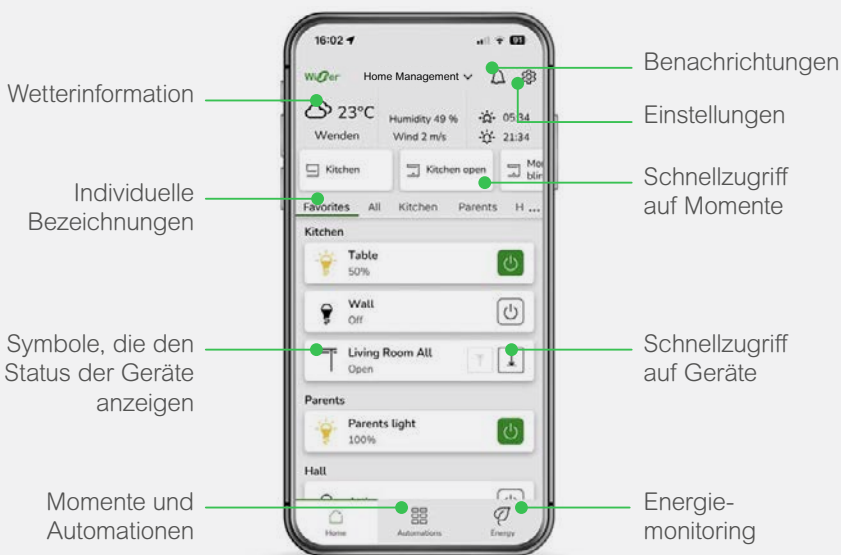 Wetterinformation
Individuelle
Bezeichnungen
Symbole, die den
Status der Geräte
anzeigen
Momente und
Automationen
16:02
91
Wiser
Home Management
23°C
Wenden
Humidity 49 %
Wind 2 m/s
05:34
21:34
Kitchen
Kitchen open
Favorites
All
Kitchen
Parents
H ...
Kitchen
Table
50%
Wall
Off
Living Room All
Open
Parents
Parents light
100%
Hall
Home
Automations
Energy
Benachrichtungen
Einstellungen
Schnellzugriff
auf Momente
Schnellzugriff
auf Geräte
Energie-
monitoring